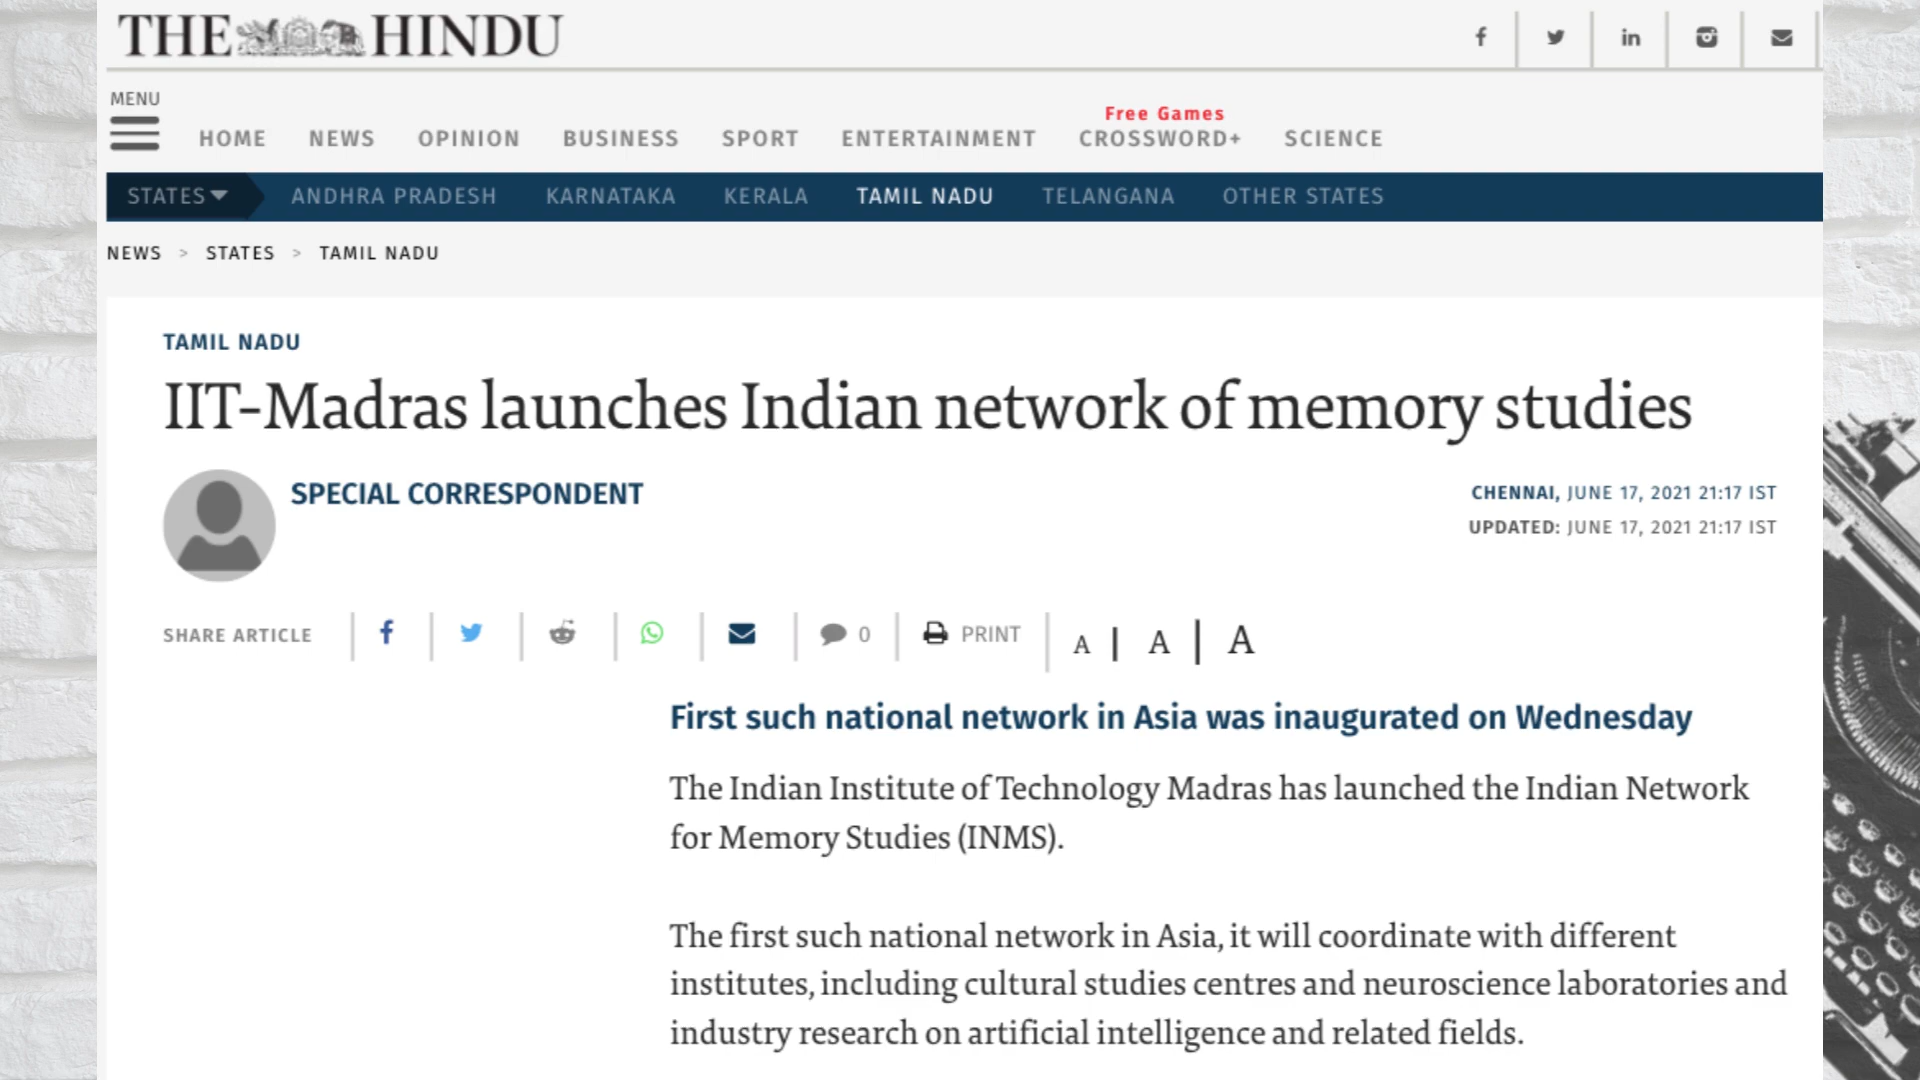 THE HINDU
MENU
Free Games
HOME NEWS OPINION BUSINESS SPORT ENTERTAINMENT CROSSWORD+ SCIENCE
STATES ANDHRA PRADESH KARNATAKA KERALA TAMIL NADU TELANGANA OTHER STATES
NEWS > STATES > TAMIL NADU
TAMIL NADU
IIT-Madras launches Indian network of memory studies
SPECIAL CORRESPONDENT
CHENNAI, JUNE 17, 2021 21:17 IST
UPDATED: JUNE 17, 2021 21:17 IST
SHARE ARTICLE 0 PRINT A | A | A
First such national network in Asia was inaugurated on Wednesday
The Indian Institute of Technology Madras has launched the Indian Network
for Memory Studies (INMS).
The first such national network in Asia, it will coordinate with different
institutes, including cultural studies centres and neuroscience laboratories and
industry research on artificial intelligence and related fields.